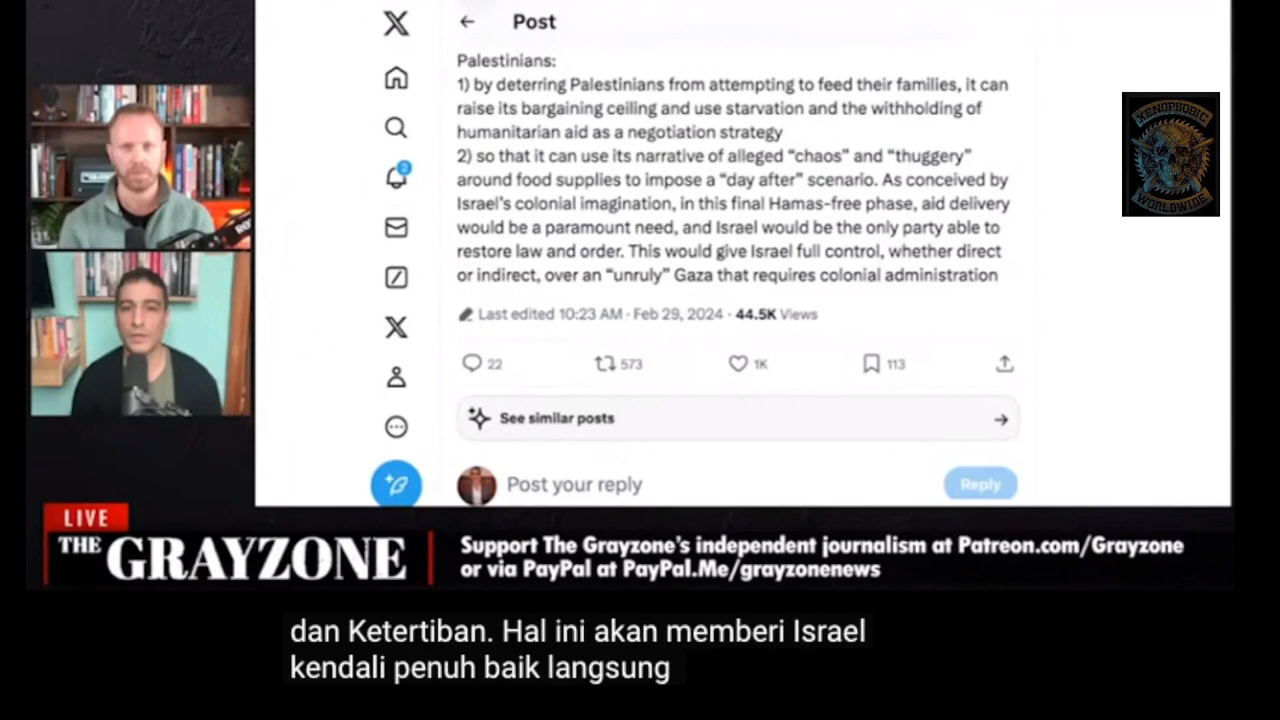 Post
Palestinians:
1) by deterring Palestinians from attempting to feed their families, it can
raise its bargaining ceiling and use starvation and the withholding of
humanitarian aid as a negotiation strategy
2) so that it can use its narrative of alleged “chaos” and “thuggery”
around food supplies to impose a “day after” scenario. As conceived by
Israel’s colonial imagination, in this final Hamas-free phase, aid delivery
would be a paramount need, and Israel would be the only party able to
restore law and order. This would give Israel full control, whether direct
or indirect, over an “unruly” Gaza that requires colonial administration
Last edited 10:23 AM · Feb 29, 2024 · 44.5K Views
22 573 1K 113
See similar posts
Post your reply
Reply
2
XENOPHOBIC
WORLDWIDE
LIVE
THE GRAYZONE
Support The Grayzone's independent journalism at Patreon.com/Grayzone
or via PayPal at PayPal.Me/grayzonenews
dan Ketertiban. Hal ini akan memberi Israel
kendali penuh baik langsung